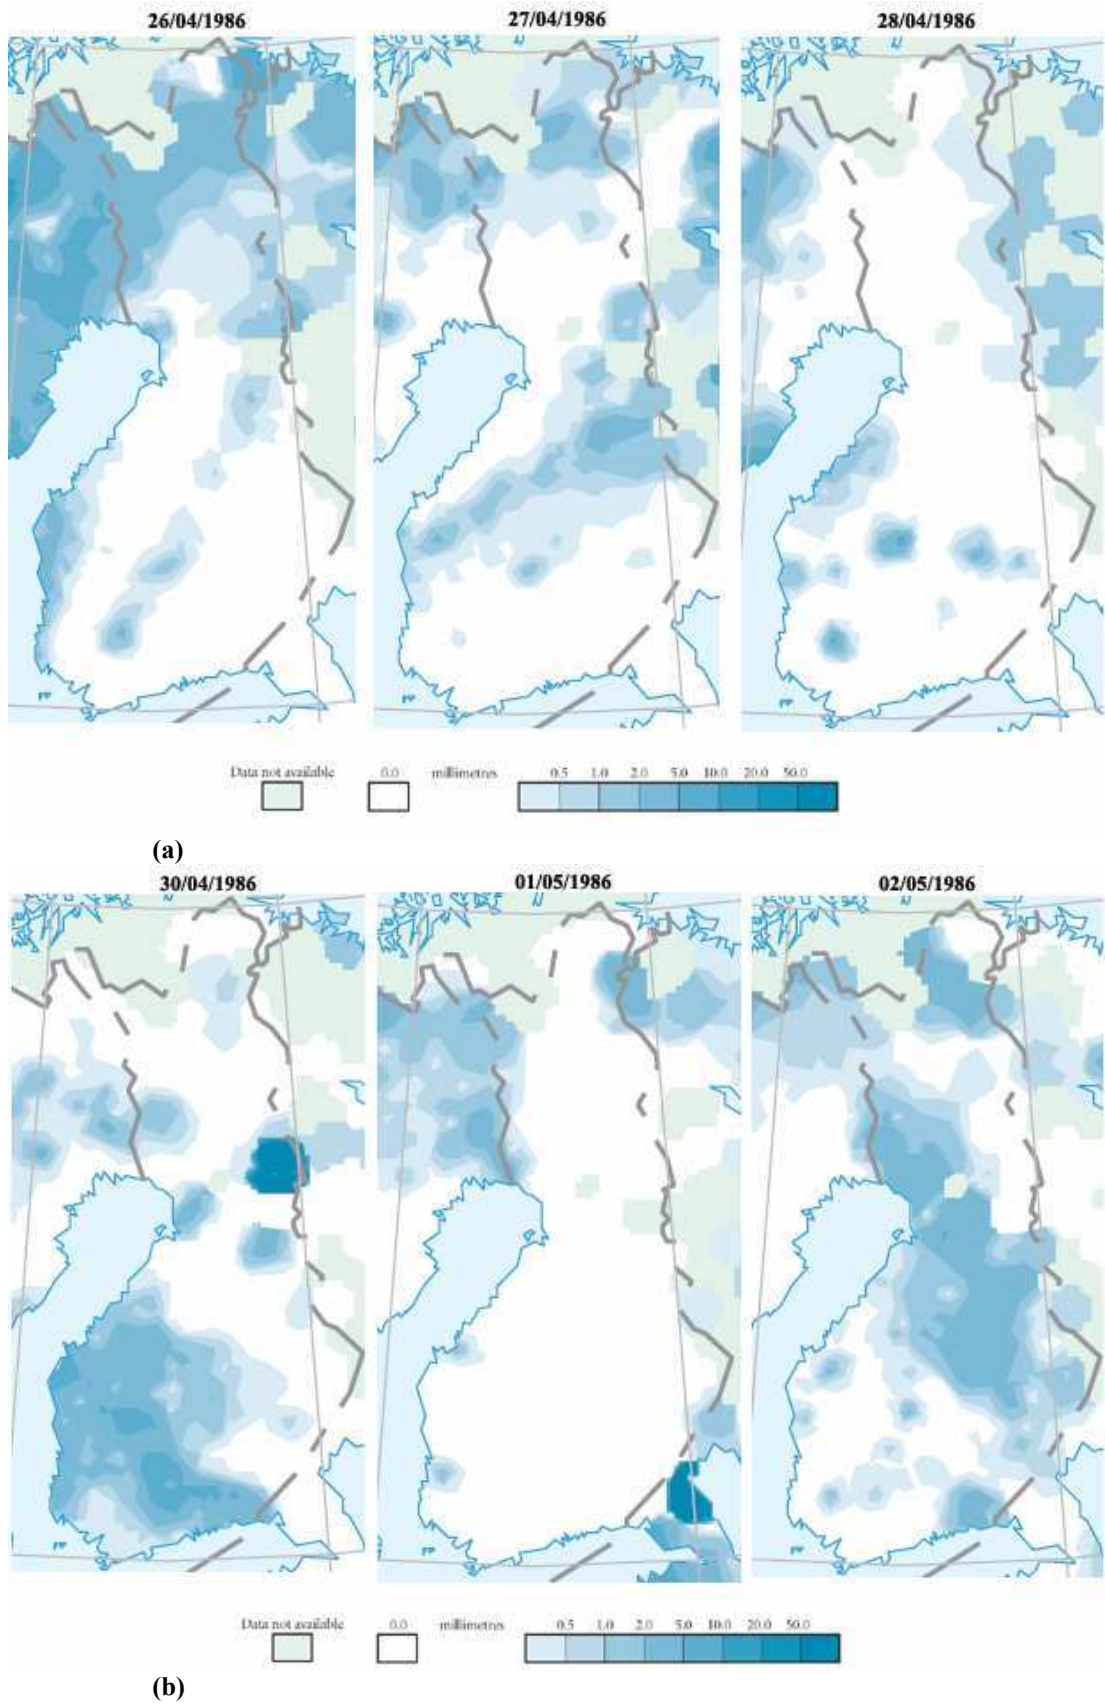 26/04/1986 27/04/1986 28/04/1986
Data not available 0.0 millimetres 0.5 1.0 2.0 5.0 10.0 20.0 50.0
(a)
30/04/1986 01/05/1986 02/05/1986
Data not available 0.0 millimetres 0.5 1.0 2.0 5.0 10.0 20.0 50.0
(b)